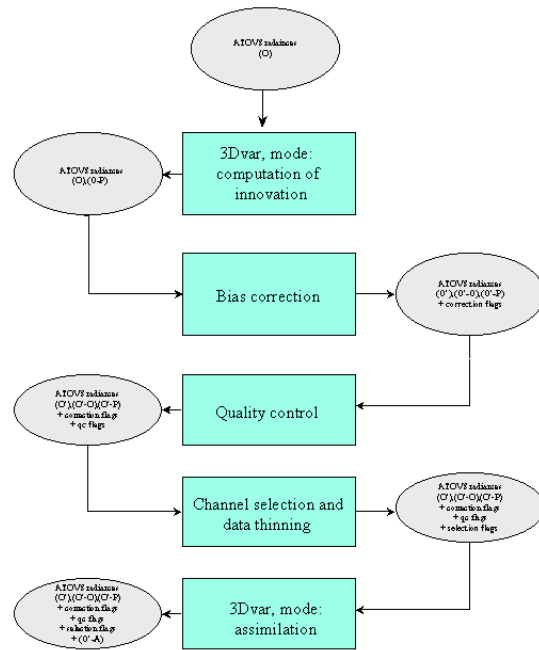 ATOVS radiances
(O)
3Dvar, mode:
computation of
innovation
ATOVS radiances
(O),(O-P)
Bias correction
ATOVS radiances
(O'),(O'-O),(O'-P)
+ correction flags
Quality control
ATOVS radiances
(O'),(O'-O),(O'-P)
+ correction flags
+ qc flags
Channel selection and
data thinning
ATOVS radiances
(O'),(O'-O)(O'-P)
+ correction flags
+ qc flags
+ selection flags
3Dvar, mode:
assimilation
ATOVS radiances
(O'),(O'-O),(O'-P)
+ correction flags
+ qc flags
+ selection flags
+ (O'-A)